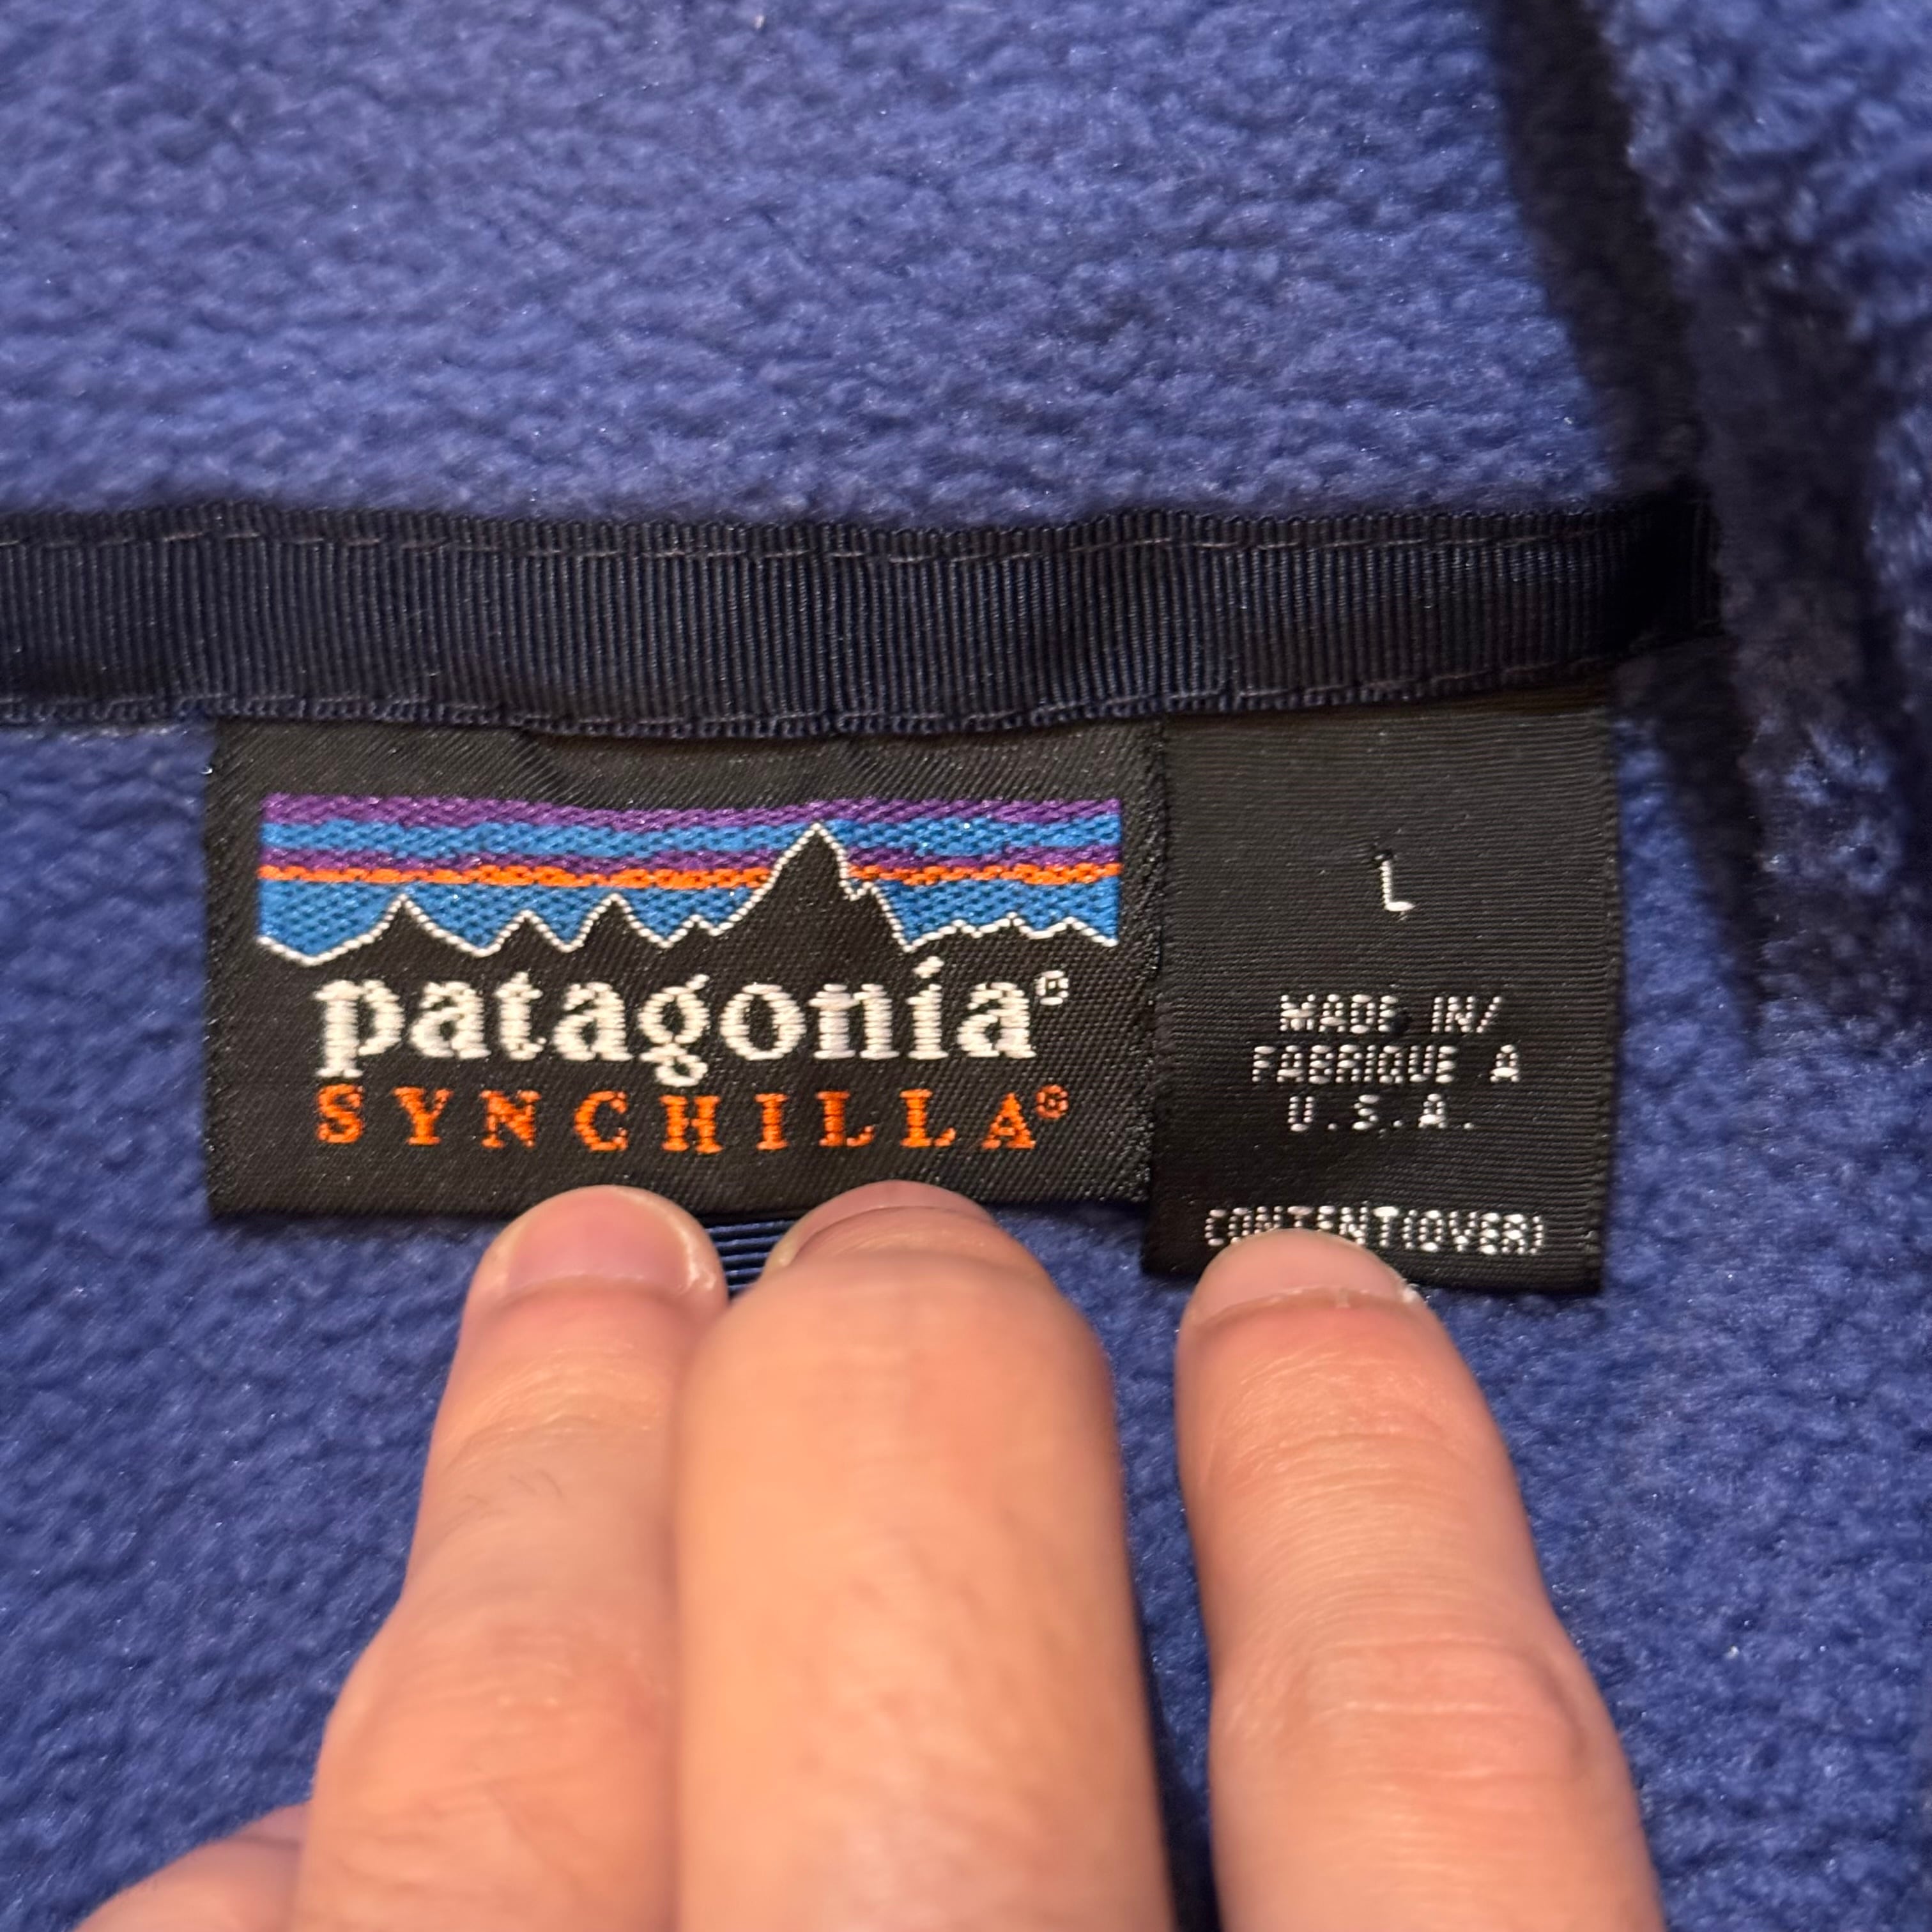 patagonia®
SYNCHILLA®
L
MADE IN/
FABRIQUE A
U.S.A.
CONTENT(OVER)